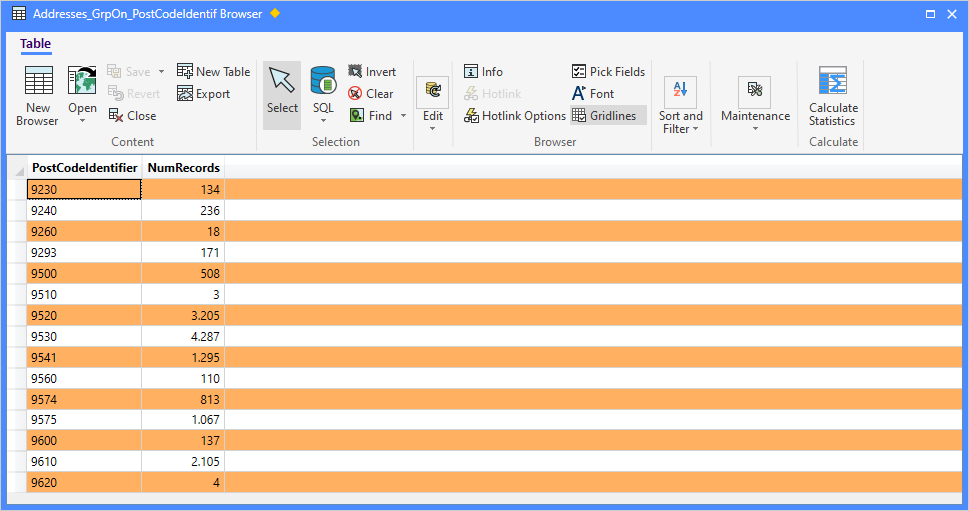 Addresses_GrpOn_PostCodeIdentif Browser
Table
New Browser
Open
Save
Revert
Close
New Table
Export
Content
Select
SQL
Invert
Clear
Find
Selection
Edit
Info
Hotlink
Hotlink Options
Pick Fields
Font
Gridlines
Browser
Sort and Filter
Maintenance
Calculate Statistics
Calculate
PostCodeIdentifier NumRecords
9230 134
9240 236
9260 18
9293 171
9500 508
9510 3
9520 3.205
9530 4.287
9541 1.295
9560 110
9574 813
9575 1.067
9600 137
9610 2.105
9620 4